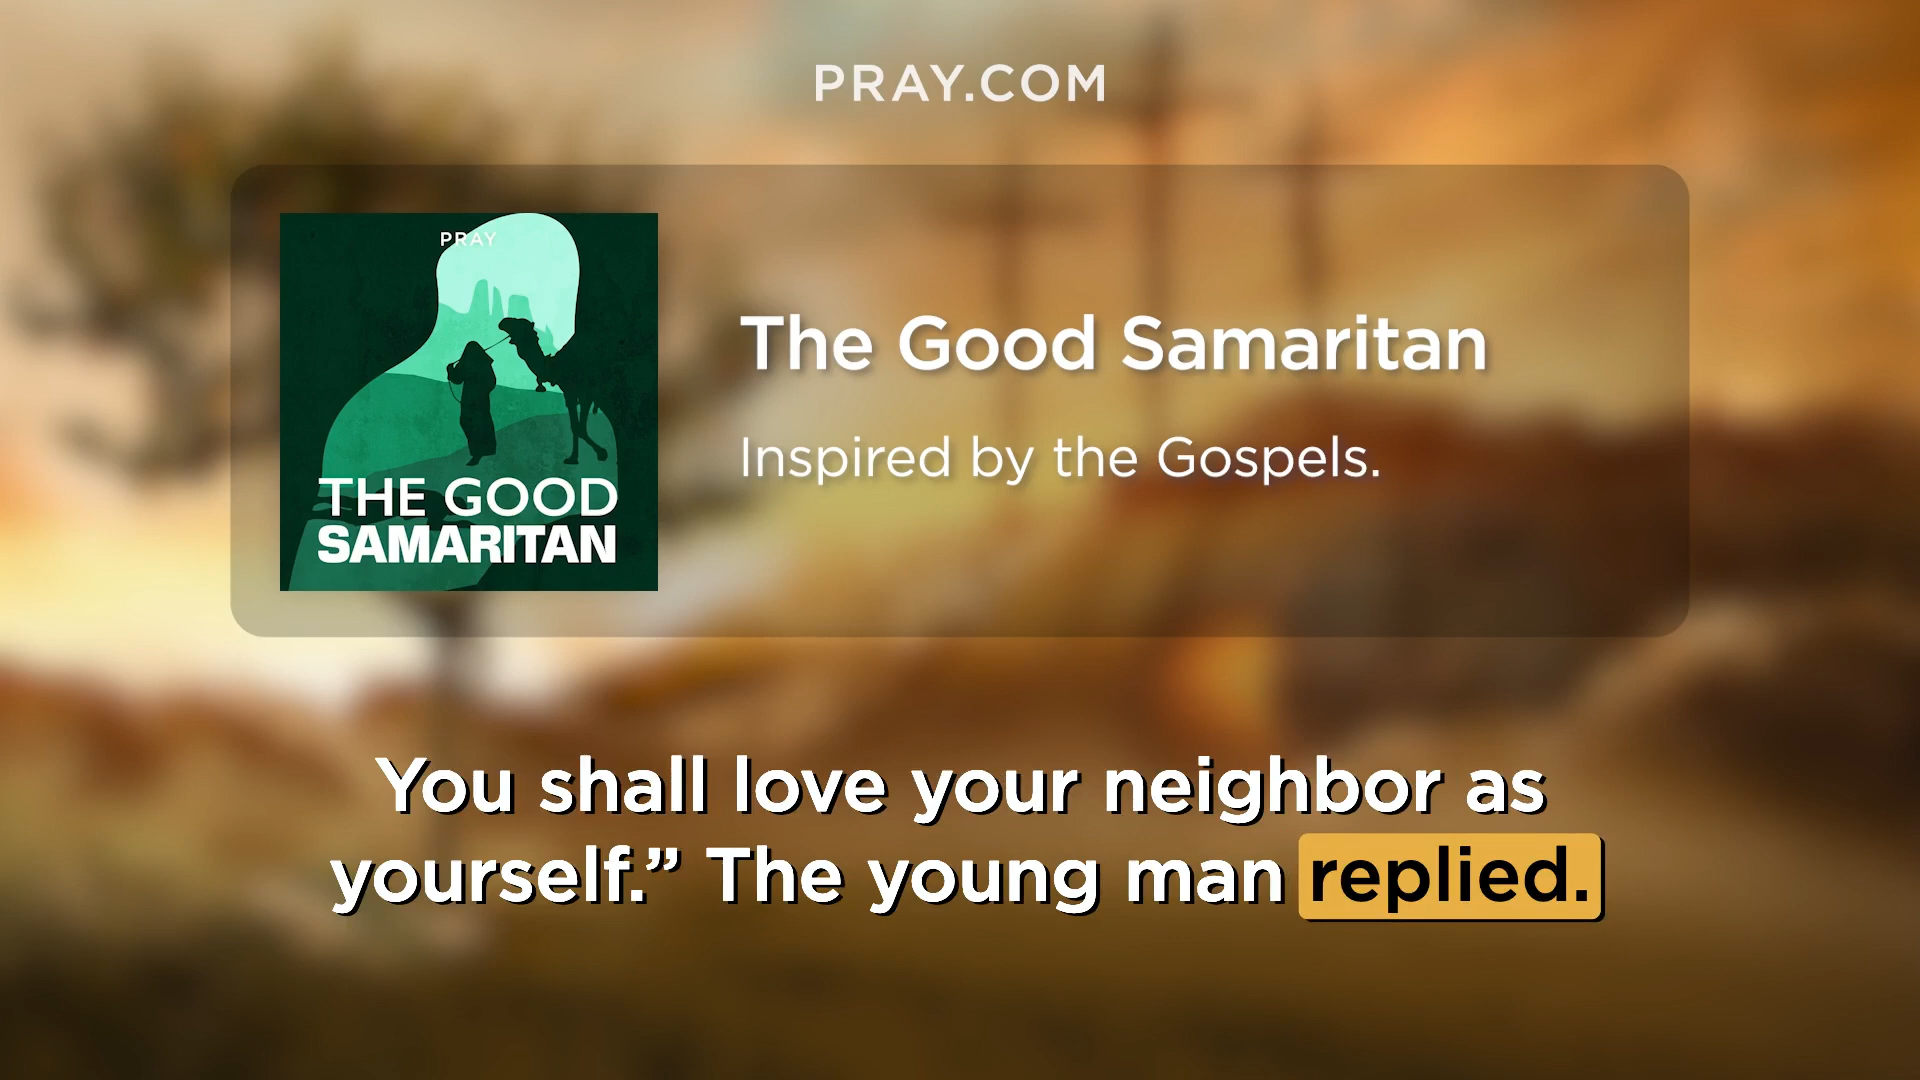 PRAY.COM
PRAY
THE GOOD
SAMARITAN
The Good Samaritan
Inspired by the Gospels.
You shall love your neighbor as
yourself.” The young man replied.